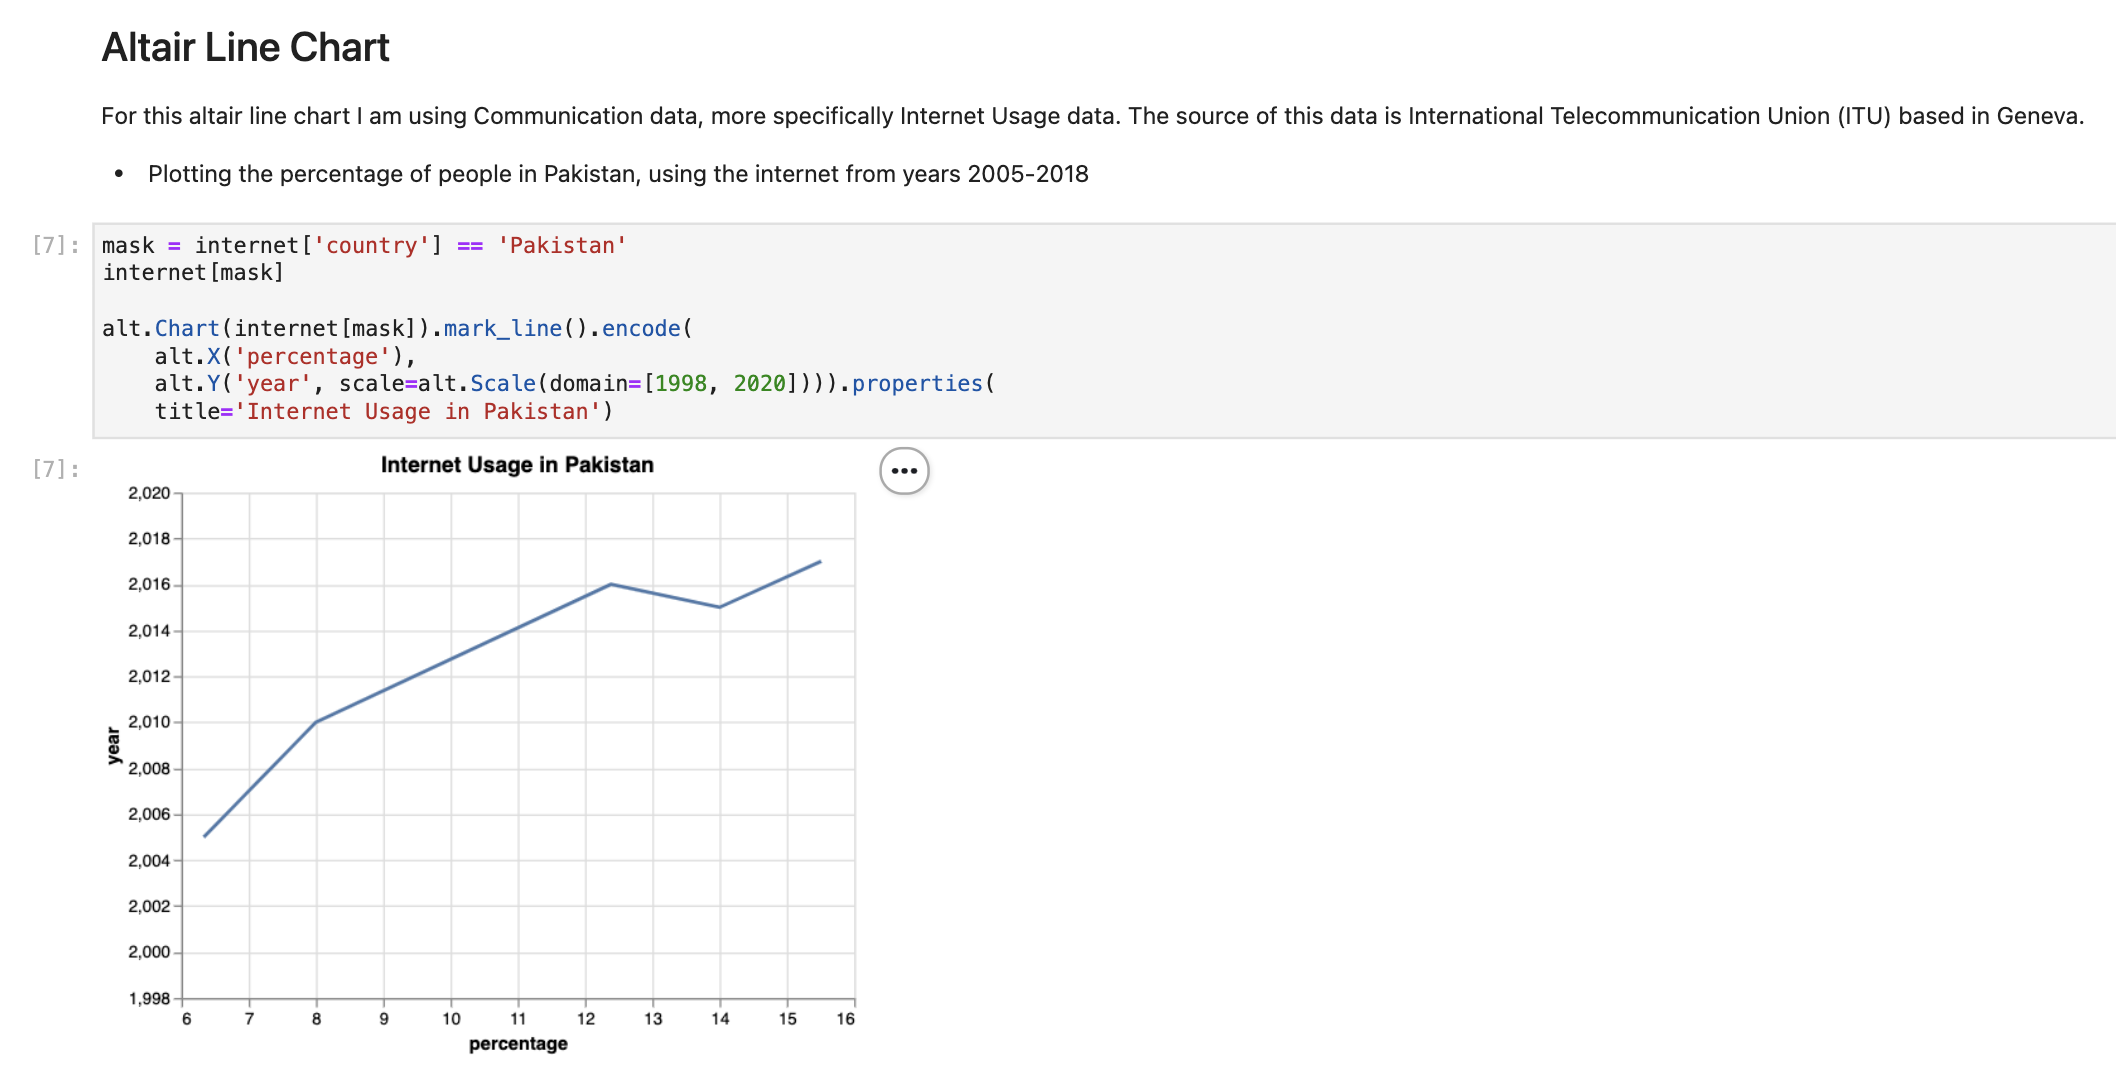 Altair Line Chart
For this altair line chart I am using Communication data, more specifically Internet Usage data. The source of this data is International Telecommunication Union (ITU) based in Geneva.
• Plotting the percentage of people in Pakistan, using the internet from years 2005-2018
[7]:
mask = internet['country'] == 'Pakistan'
internet[mask]
alt.Chart(internet[mask]).mark_line().encode(
    alt.X('percentage'),
    alt.Y('year', scale=alt.Scale(domain=[1998, 2020]))).properties(
    title='Internet Usage in Pakistan')
[7]:
Internet Usage in Pakistan
•••
2,020
2,018
2,016
2,014
2,012
2,010
year
2,008
2,006
2,004
2,002
2,000
1,998
6 7 8 9 10 11 12 13 14 15 16
percentage